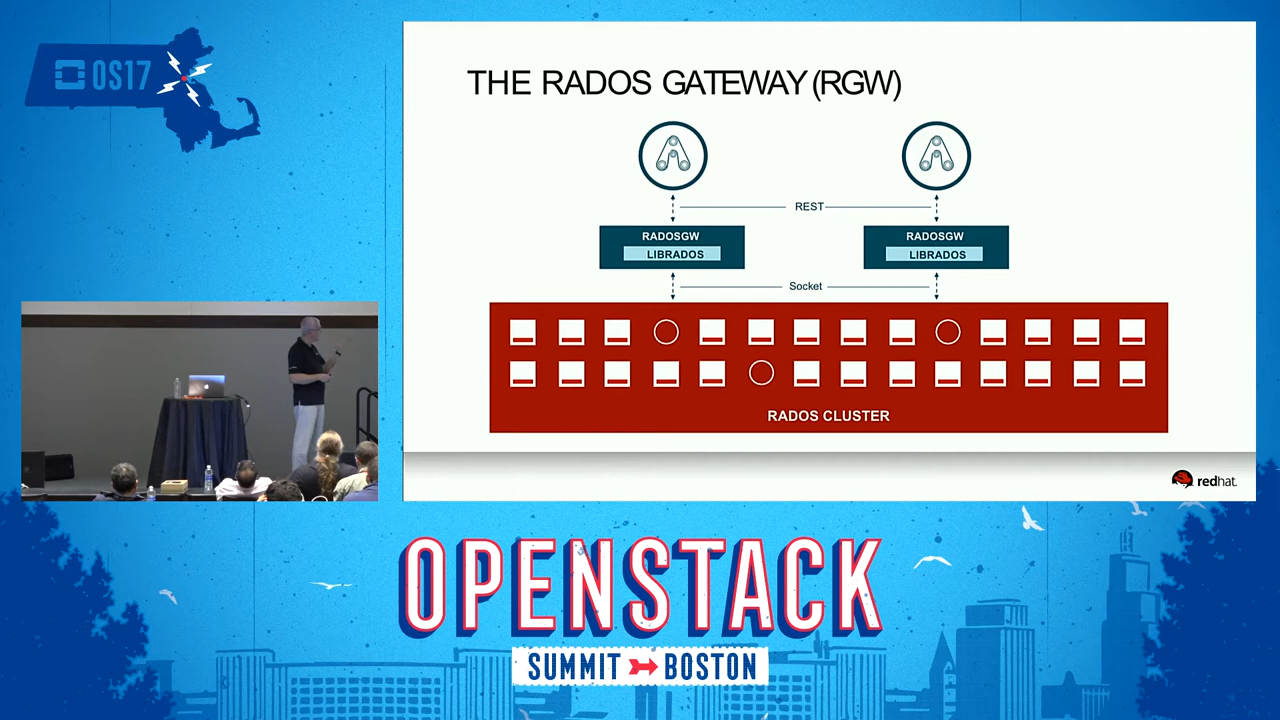 OS17
THE RADOS GATEWAY (RGW)
REST
RADOSGW
LIBRADOS
RADOSGW
LIBRADOS
Socket
RADOS CLUSTER
redhat.
OPENSTACK
SUMMIT BOSTON